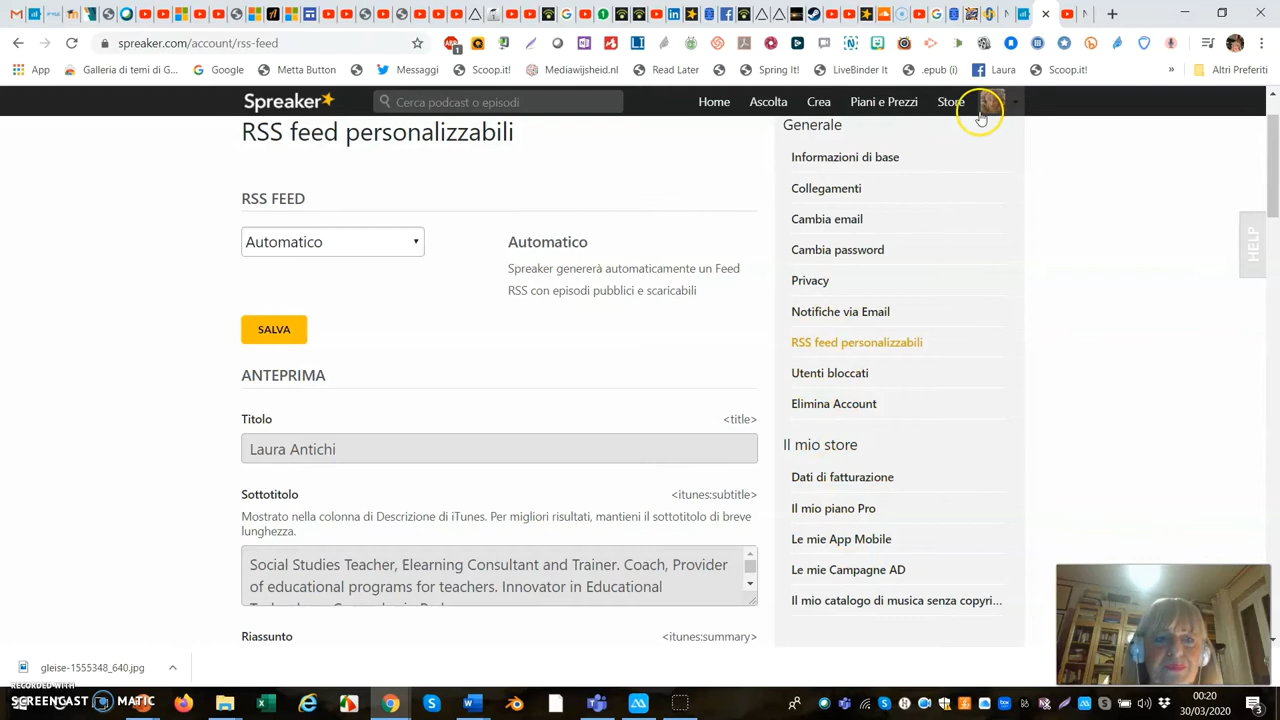 spreaker.com/account/rss-feed
App
Galleria di temi di G...
Google
Metta Button
Messaggi
Scoop.it!
Mediawijsheid.nl
Read Later
Spring It!
LiveBinder It
.epub (i)
Laura
Scoop.it!
»
Altri Preferiti
Spreaker
Cerca podcast o episodi
Home
Ascolta
Crea
Piani e Prezzi
Store
RSS feed personalizzabili
RSS FEED
Automatico
Automatico
Spreaker genererà automaticamente un Feed
RSS con episodi pubblici e scaricabili
SALVA
ANTEPRIMA
Titolo
<title>
Laura Antichi
Sottotitolo
<itunes:subtitle>
Mostrato nella colonna di Descrizione di iTunes. Per migliori risultati, mantieni il sottotitolo di breve
lunghezza.
Social Studies Teacher, Elearning Consultant and Trainer. Coach, Provider
of educational programs for teachers. Innovator in Educational
Riassunto
<itunes:summary>
Generale
Informazioni di base
Collegamenti
Cambia email
Cambia password
Privacy
Notifiche via Email
RSS feed personalizzabili
Utenti bloccati
Elimina Account
Il mio store
Dati di fatturazione
Il mio piano Pro
Le mie App Mobile
Le mie Campagne AD
Il mio catalogo di musica senza copyri...
HELP
gleise-1555348_640.jpg
RECORDED WITH
SCREENCAST MATIC
00:20
30/03/2020
3